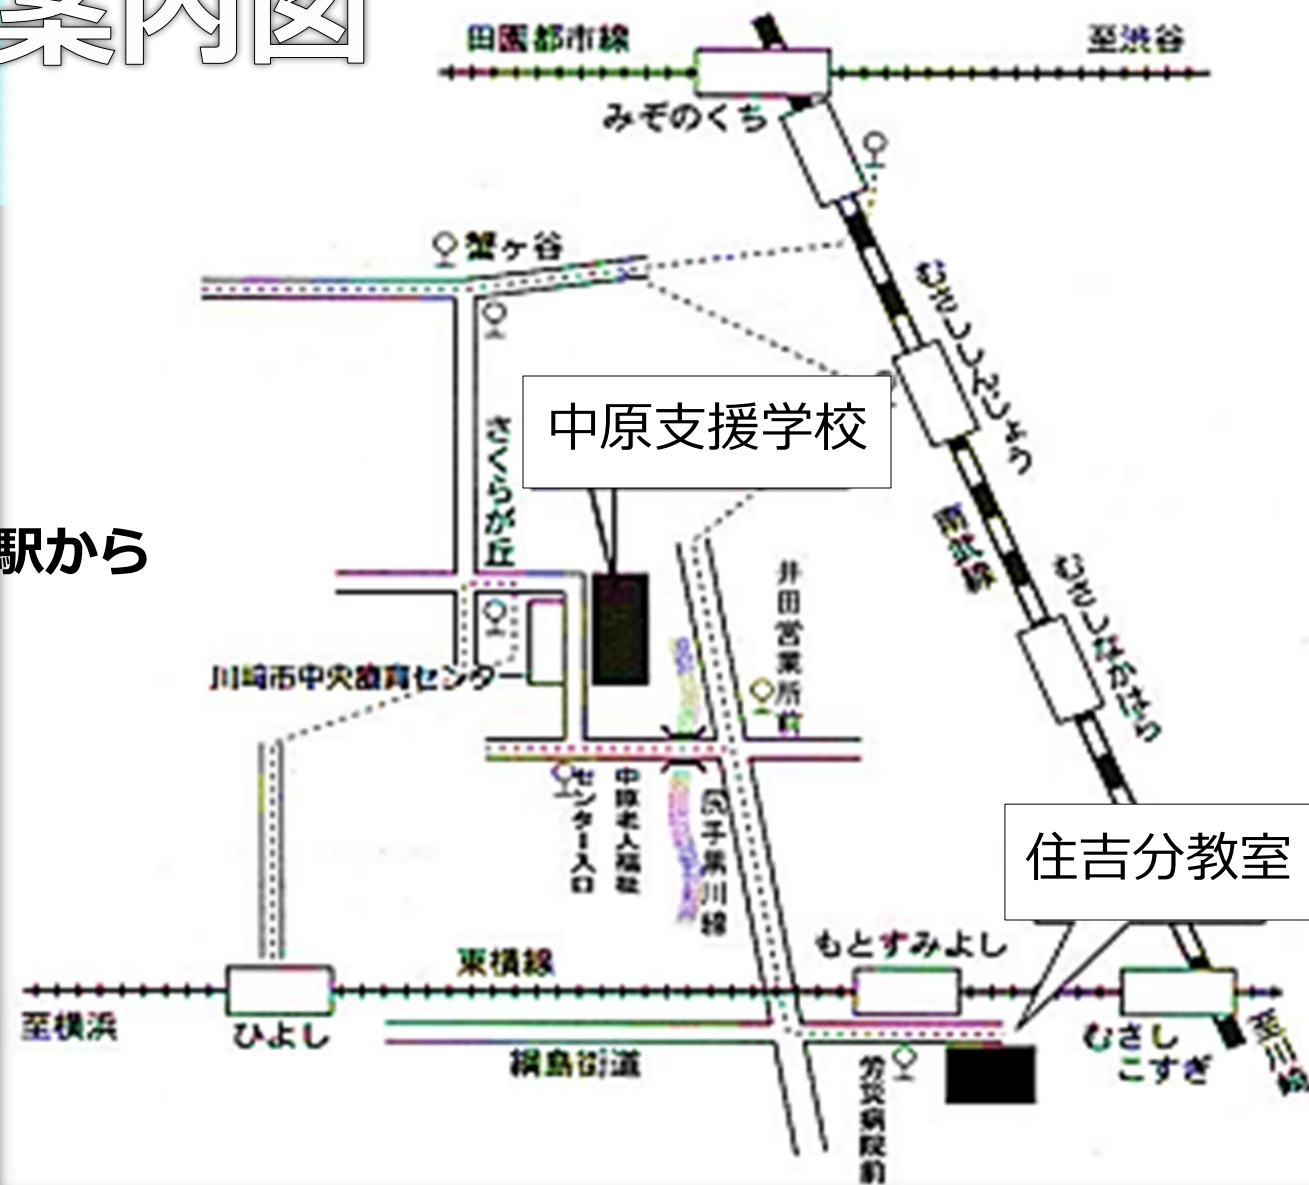 案内図
田園都市線
至渋谷
みぞのくち
蟹ヶ谷
むさししんじょう
中原支援学校
さくらが丘
南武線
駅から
井田営業所前
むさしなかはら
川崎市中央療育センター
中原老人福祉
センター入口
尻手黒川線
住吉分教室
もとすみよし
東横線
至横浜
ひよし
むさし
こすぎ
至川崎
綱島街道
労災病院前